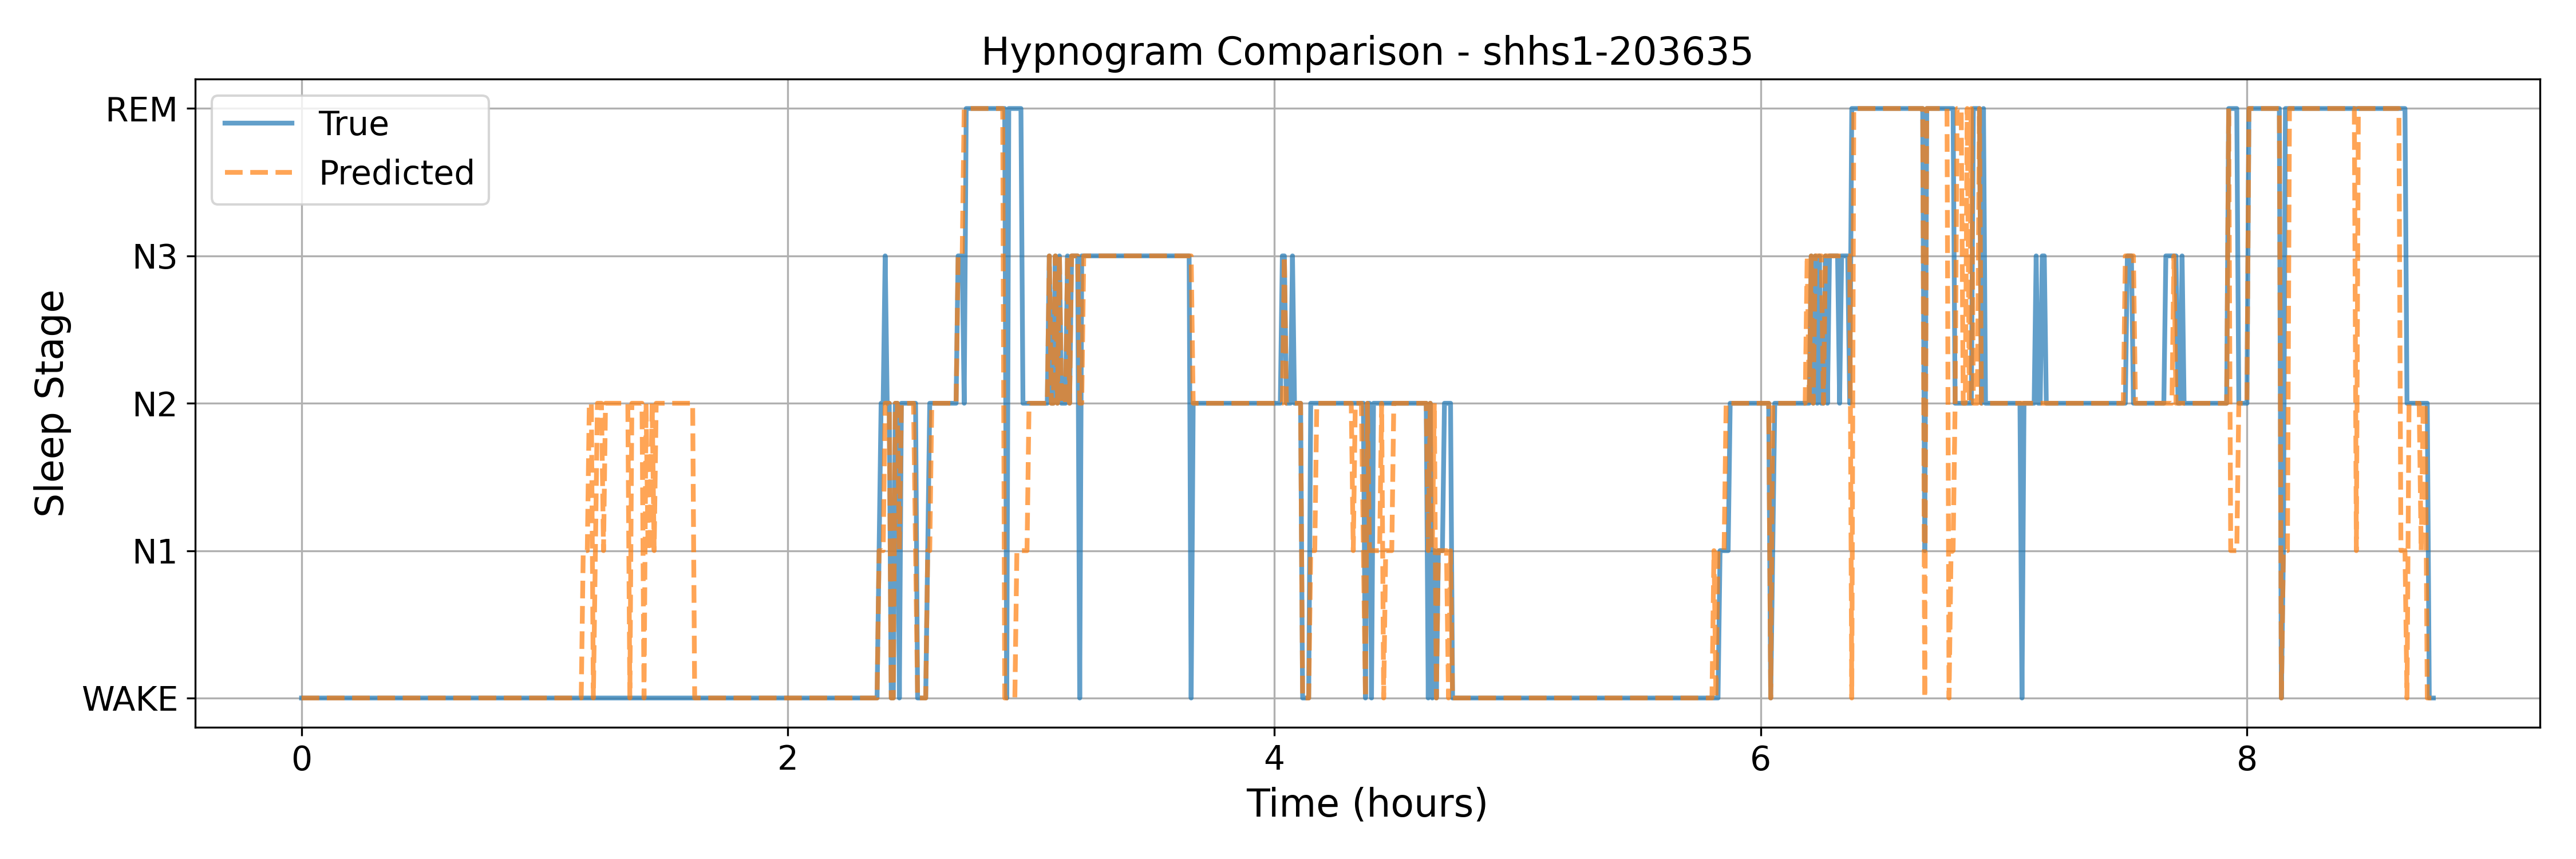 Hypnogram Comparison - shhs1-203635
True
Predicted
REM
N3
N2
N1
WAKE
Sleep Stage
0 2 4 6 8
Time (hours)